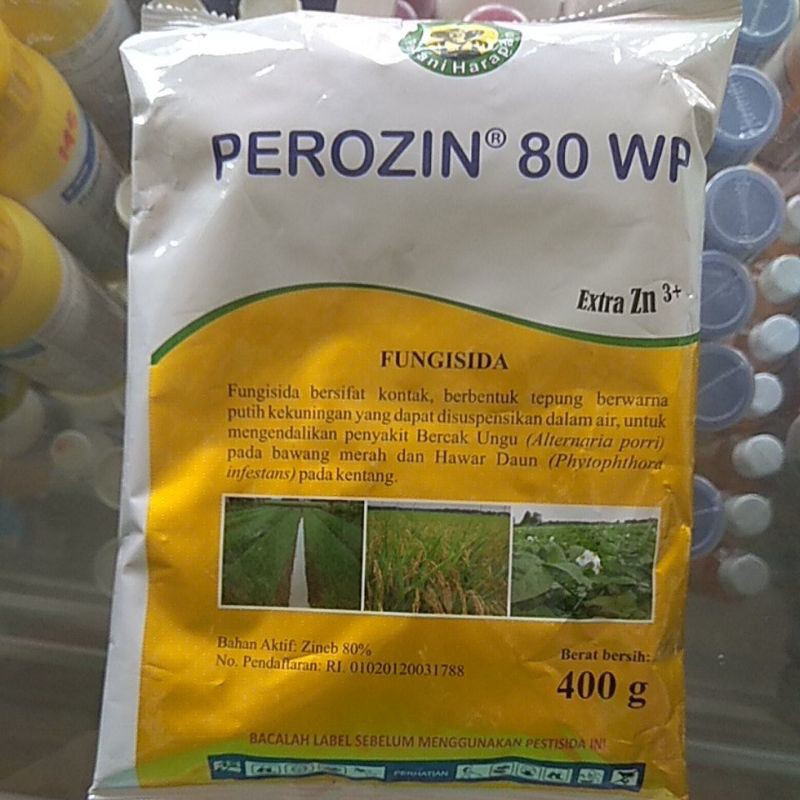 Tani Harapan
PEROZIN® 80 WP
Extra Zn 3+
FUNGISIDA
Fungisida bersifat kontak, berbentuk tepung berwarna
putih kekuningan yang dapat disuspensikan dalam air, untuk
mengendalikan penyakit Bercak Ungu (Alternaria porri)
pada bawang merah dan Hawar Daun (Phytophthora
infestans) pada kentang.
Bahan Aktif: Zineb 80%
No. Pendaftaran: RI. 01020120031788
Berat bersih:
400 g
BACALAH LABEL SEBELUM MENGGUNAKAN PESTISIDA INI
PERHATIAN